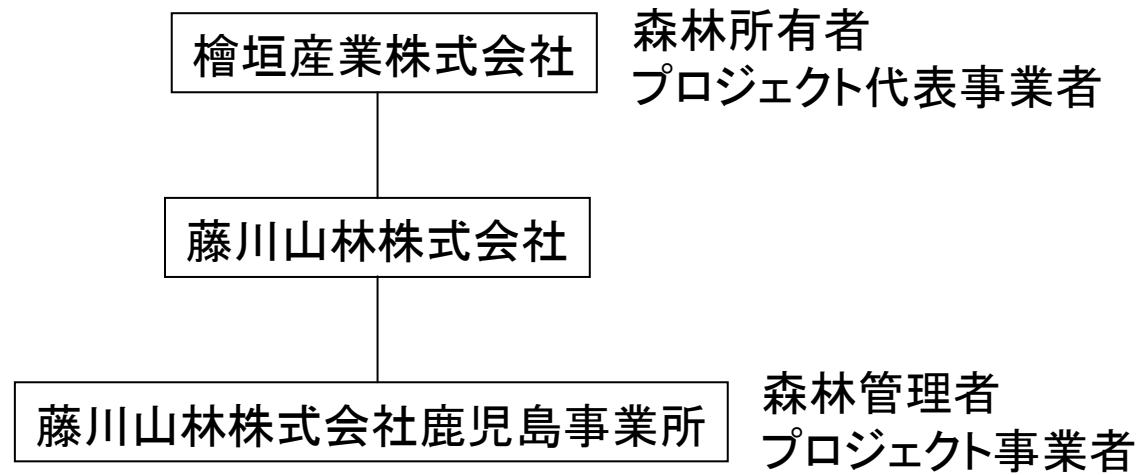 檜垣産業株式会社
森林所有者
プロジェクト代表事業者
藤川山林株式会社
藤川山林株式会社鹿児島事業所
森林管理者
プロジェクト事業者